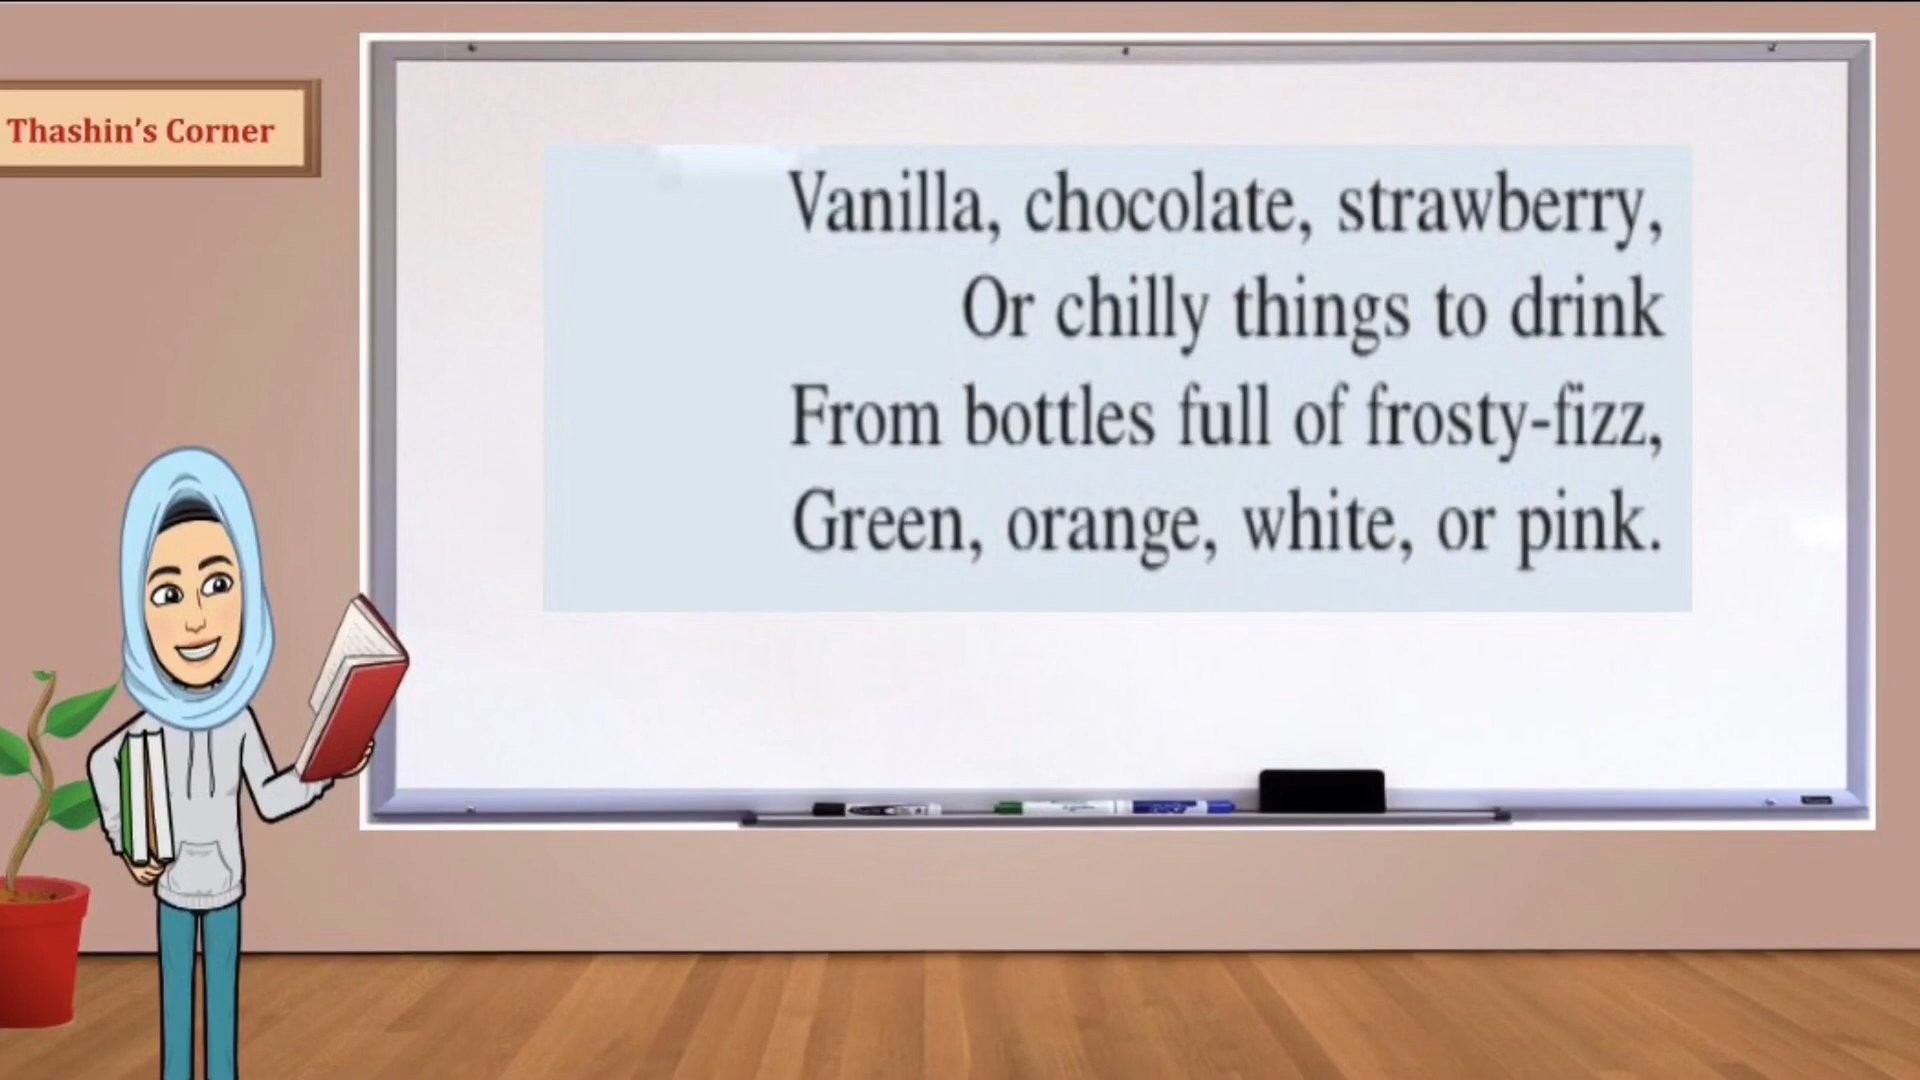 Thashin's Corner
Vanilla, chocolate, strawberry,
Or chilly things to drink
From bottles full of frosty-fizz,
Green, orange, white, or pink.